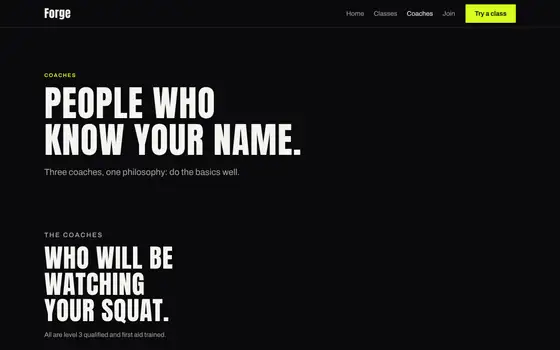 Forge
Home Classes Coaches Join Try a class
COACHES
PEOPLE WHO
KNOW YOUR NAME.
Three coaches, one philosophy: do the basics well.
THE COACHES
WHO WILL BE
WATCHING
YOUR SQUAT.
All are level 3 qualified and first aid trained.